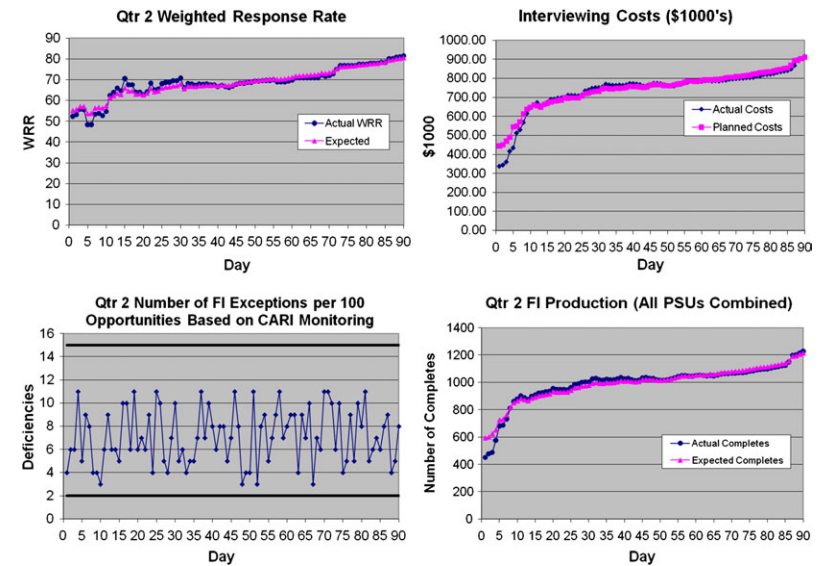 Qtr 2 Weighted Response Rate
90
80
70
60
50
40
30
20
10
0
WRR
Actual WRR
Expected
0 5 10 15 20 25 30 35 40 45 50 55 60 65 70 75 80 85 90
Day
Interviewing Costs ($1000's)
1000.00
900.00
800.00
700.00
600.00
500.00
400.00
300.00
200.00
100.00
0.00
$1000
Actual Costs
Planned Costs
0 5 10 15 20 25 30 35 40 45 50 55 60 65 70 75 80 85 90
Day
Qtr 2 Number of FI Exceptions per 100
Opportunities Based on CARI Monitoring
16
14
12
10
8
6
4
2
0
Deficiencies
0 5 10 15 20 25 30 35 40 45 50 55 60 65 70 75 80 85 90
Day
Qtr 2 FI Production (All PSUs Combined)
1400
1200
1000
800
600
400
200
0
Number of Completes
Actual Completes
Expected Completes
0 5 10 15 20 25 30 35 40 45 50 55 60 65 70 75 80 85 90
Day